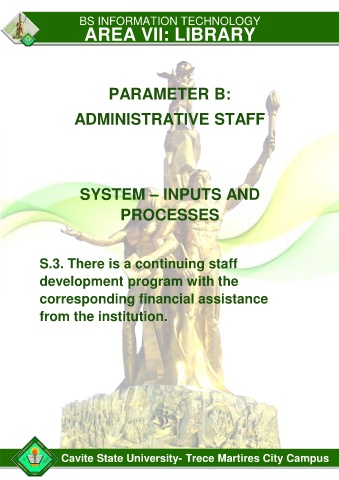 BS INFORMATION TECHNOLOGY
AREA VII: LIBRARY
PARAMETER B:
ADMINISTRATIVE STAFF
SYSTEM – INPUTS AND
PROCESSES
S.3. There is a continuing staff
development program with the
corresponding financial assistance
from the institution.
Cavite State University- Trece Martires City Campus